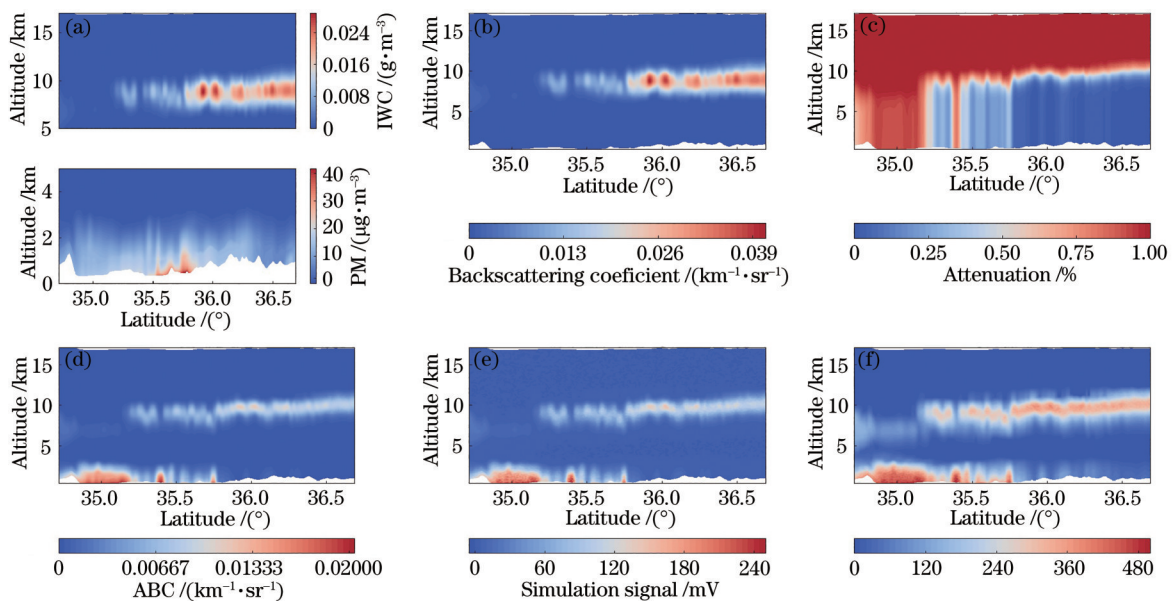 (a)
Altitude /km
15
10
5
0.024
0.016
0.008
0
IWC /(g·m⁻³)
Altitude /km
4
2
0
40
30
20
10
0
PM /(μg·m⁻³)
35.0 35.5 36.0 36.5
Latitude /(°)
(b)
Altitude /km
15
10
5
35.0 35.5 36.0 36.5
Latitude /(°)
0 0.013 0.026 0.039
Backscattering coeficient /(km⁻¹·sr⁻¹)
(c)
Altitude /km
15
10
5
35.0 35.5 36.0 36.5
Latitude /(°)
0 0.25 0.50 0.75 1.00
Attenuation /%
(d)
Altitude /km
15
10
5
35.0 35.5 36.0 36.5
Latitude /(°)
0 0.00667 0.01333 0.02000
ABC /(km⁻¹·sr⁻¹)
(e)
Altitude /km
15
10
5
35.0 35.5 36.0 36.5
Latitude /(°)
0 60 120 180 240
Simulation signal /mV
(f)
Altitude /km
15
10
5
35.0 35.5 36.0 36.5
Latitude /(°)
0 120 240 360 480